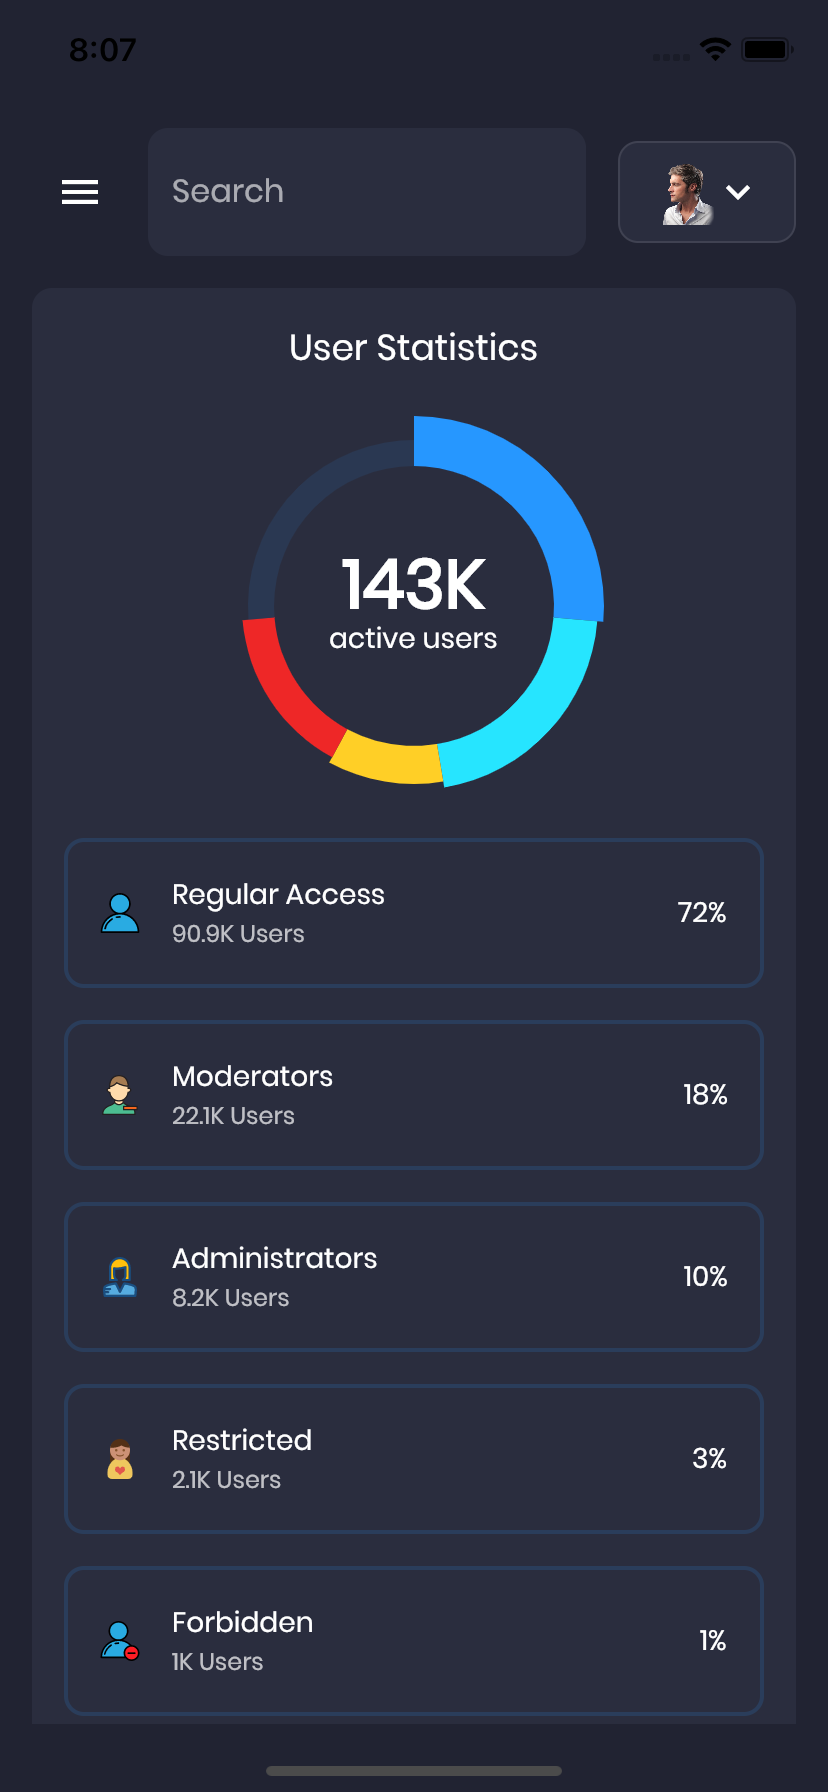 8:07
Search
User Statistics
143K
active users
Regular Access
90.9K Users
72%
Moderators
22.1K Users
18%
Administrators
8.2K Users
10%
Restricted
2.1K Users
3%
Forbidden
1K Users
1%